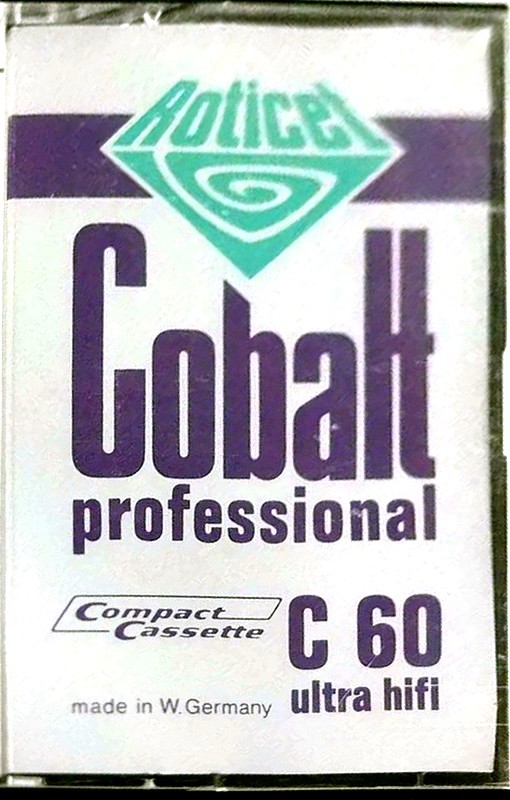 Roticet
Cobalt
professional
Compact
Cassette
C 60
ultra hifi
made in W.Germany